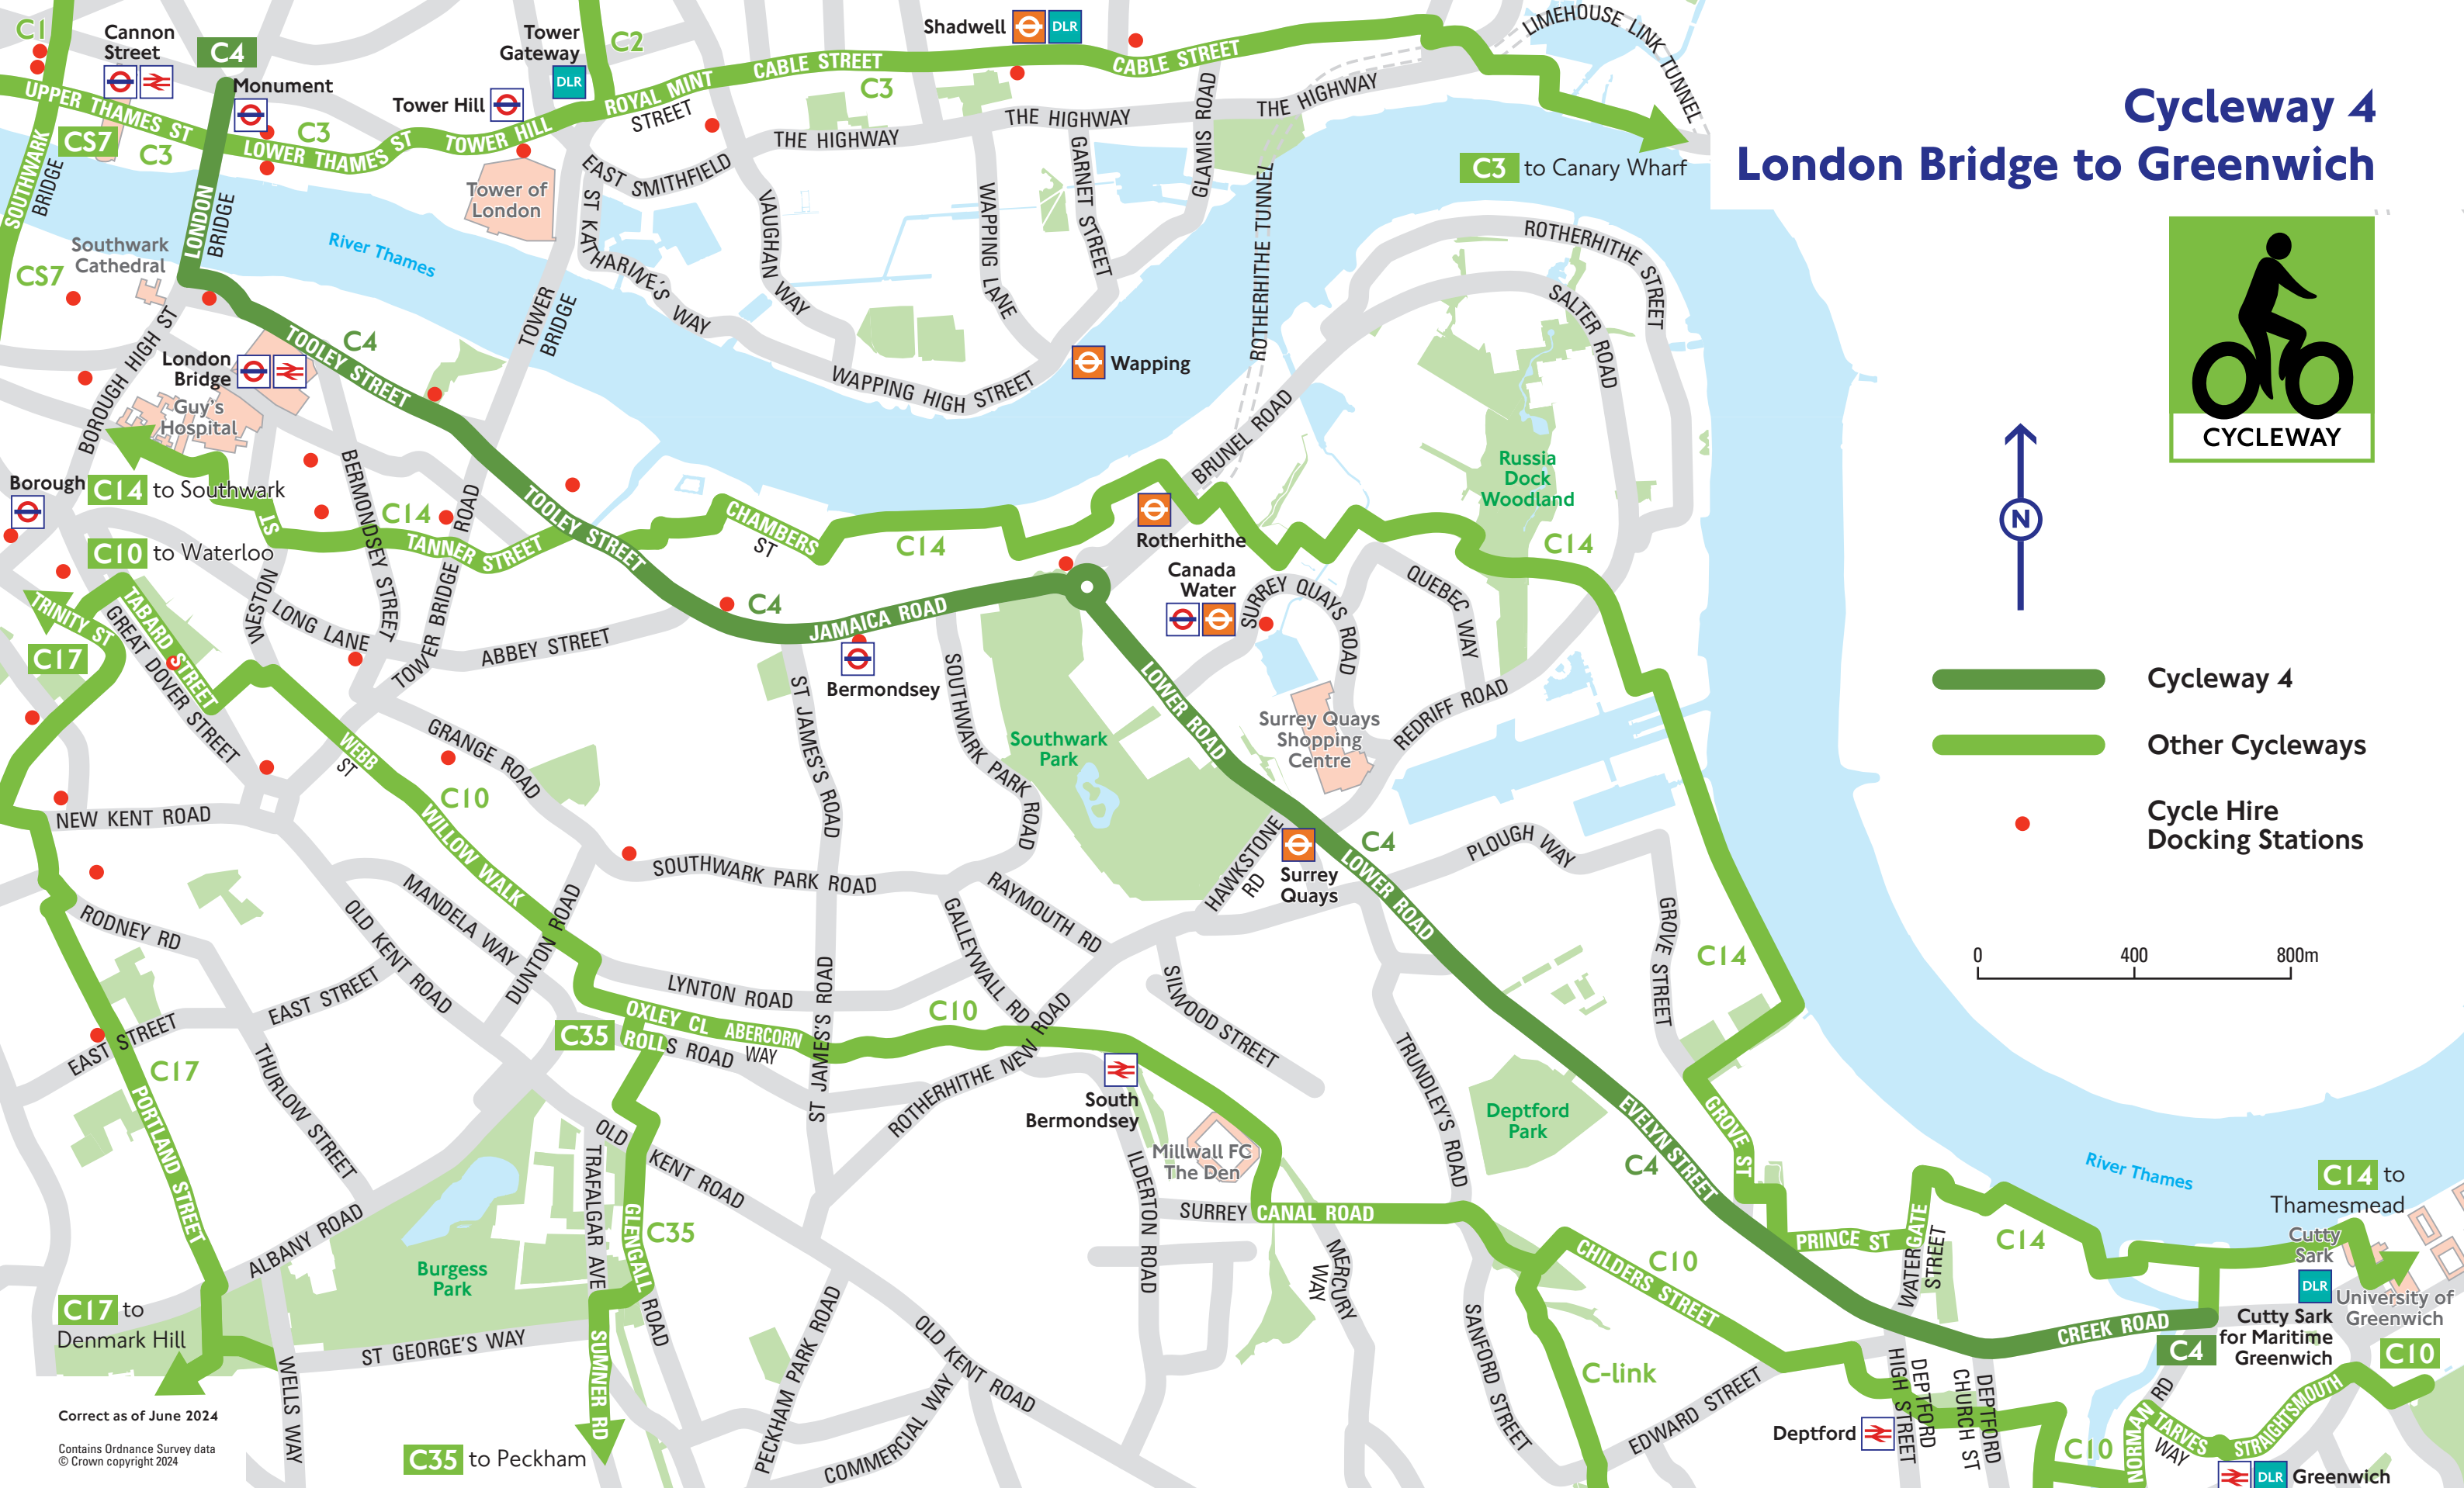 Cycleway 4
London Bridge to Greenwich
CYCLEWAY
N
Cycleway 4
Other Cycleways
Cycle Hire
Docking Stations
0 400 800m
C1
Cannon
Street
C4
Monument
Tower
Gateway
DLR
C2
Tower Hill
Shadwell
DLR
LIMEHOUSE LINK TUNNEL
UPPER THAMES ST
CS7
C3
C3
LOWER THAMES ST
TOWER HILL
ROYAL MINT
STREET
CABLE STREET
C3
CABLE STREET
THE HIGHWAY
THE HIGHWAY
THE HIGHWAY
C3 to Canary Wharf
SOUTHWARK
BRIDGE
LONDON
BRIDGE
CS7
Southwark
Cathedral
River Thames
Tower of
London
EAST SMITHFIELD
ST KATHARINE'S WAY
VAUGHAN WAY
WAPPING LANE
GARNET STREET
GLAMIS ROAD
ROTHERHITHE TUNNEL
ROTHERHITHE STREET
SALTER ROAD
TOWER
BRIDGE
WAPPING HIGH STREET
Wapping
BOROUGH HIGH ST
London
Bridge
Guy's
Hospital
TOOLEY STREET
C4
Borough
C14 to Southwark
C10 to Waterloo
BERMONDSEY STREET
C14
TANNER STREET
TOWER BRIDGE ROAD
TOOLEY STREET
CHAMBERS
ST
C14
BRUNEL ROAD
Rotherhithe
Canada
Water
Russia
Dock
Woodland
C14
QUEBEC WAY
SURREY QUAYS ROAD
REDRIFF ROAD
TRINITY ST
C17
TABARD STREET
GREAT DOVER STREET
WESTON
ST
LONG LANE
ABBEY STREET
C4
JAMAICA ROAD
Bermondsey
ST JAMES'S ROAD
SOUTHWARK PARK ROAD
Southwark
Park
LOWER ROAD
Surrey Quays
Shopping
Centre
GRANGE ROAD
WEBB
ST
C10
WILLOW WALK
NEW KENT ROAD
SOUTHWARK PARK ROAD
HAWKSTONE
RD
Surrey
Quays
C4
LOWER ROAD
PLOUGH WAY
GROVE STREET
C14
RODNEY RD
OLD KENT ROAD
MANDELA WAY
DUNTON ROAD
GALLEYWALL RD
RAYMOUTH RD
LYNTON ROAD
ST JAMES'S ROAD
SILWOOD STREET
EAST STREET
EAST STREET
C17
PORTLAND STREET
THURLOW STREET
C35
OXLEY CL
ABERCORN
WAY
ROLLS ROAD
C10
ROTHERHITHE NEW ROAD
South
Bermondsey
Millwall FC
The Den
TRUNDLEY'S ROAD
Deptford
Park
EVELYN STREET
C4
GROVE ST
ALBANY ROAD
Burgess
Park
OLD
KENT ROAD
TRAFALGAR AVE
GLENGALL
ROAD
C35
ILDERTON ROAD
SURREY
CANAL ROAD
MERCURY
WAY
C17 to
Denmark Hill
ST GEORGE'S WAY
WELLS WAY
SUMNER RD
C35 to Peckham
PECKHAM PARK ROAD
COMMERCIAL WAY
OLD KENT ROAD
SANFORD STREET
CHILDERS STREET
C10
C-link
EDWARD STREET
PRINCE ST
WATERGATE
STREET
C14
River Thames
C14 to
Thamesmead
Cutty
Sark
DLR
University of
Greenwich
Cutty Sark
for Maritime
Greenwich
CREEK ROAD
C4
C10
Deptford
DEPTFORD
HIGH STREET
DEPTFORD
CHURCH ST
C10
NORMAN
RD
TARVES
WAY
STRAIGHTSMOUTH
DLR
Greenwich
Correct as of June 2024
Contains Ordnance Survey data
© Crown copyright 2024